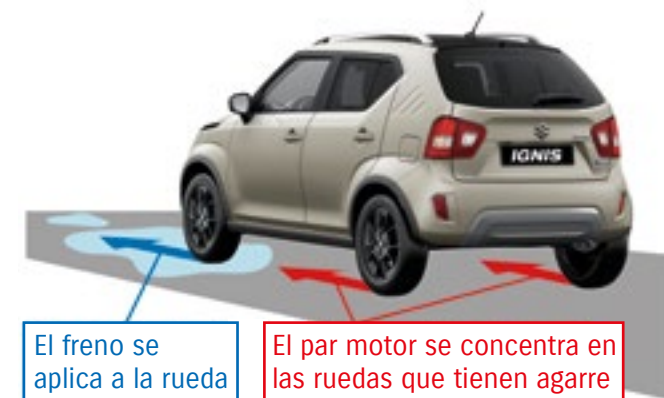 IGNIS
El freno se
aplica a la rueda
El par motor se concentra en
las ruedas que tienen agarre